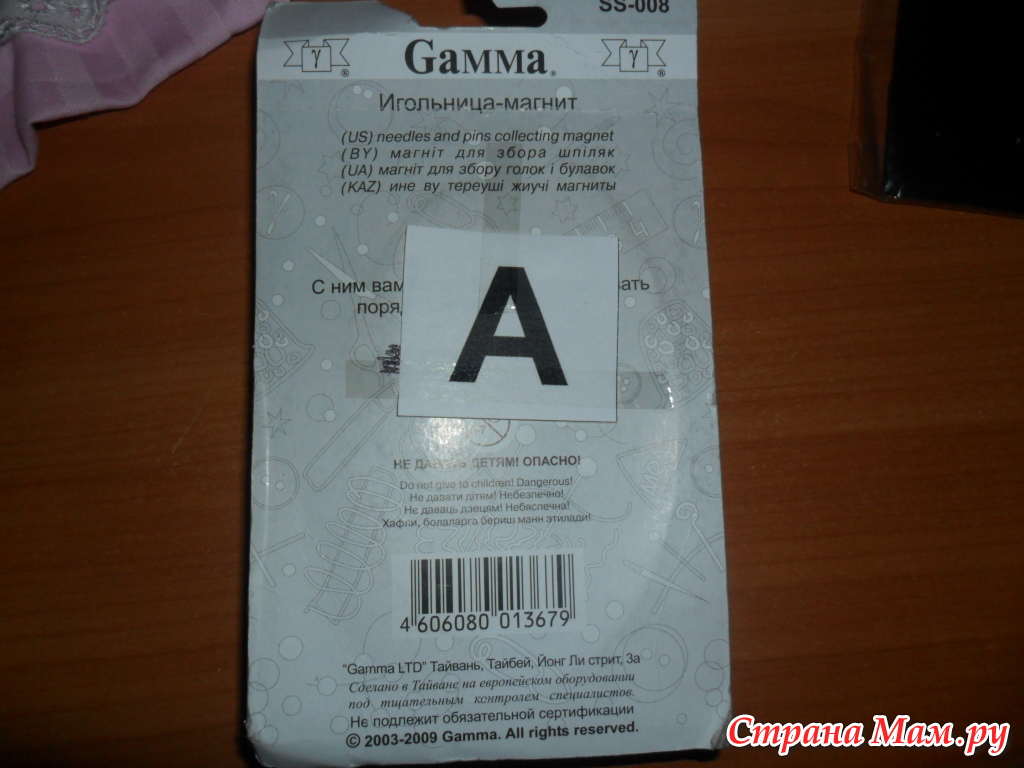 SS-008
γ ® Gamma ® γ ®
Игольница-магнит
(US) needles and pins collecting magnet
(BY) магніт для збора шпіляк
(UA) магніт для збору голок і булавок
(KAZ) ине ву тереуші жиучі магниты
С ним вам
поряд
A
НЕ ДАВАТЬ ДЕТЯМ! ОПАСНО!
Do not give to children! Dangerous!
Не давати дітям! Небезпечно!
Не даваць дзецям! Небяспечна!
Хафли, болаларга бериш манн этилади!
4 606080 013679
"Gamma LTD" Тайвань, Тайбей, Йонг Ли стрит, 3а
Сделано в Тайване на европейском оборудовании
под тщательным контролем специалистов.
Не подлежит обязательной сертификации
© 2003-2009 Gamma. All rights reserved.
Страна Мам.ру